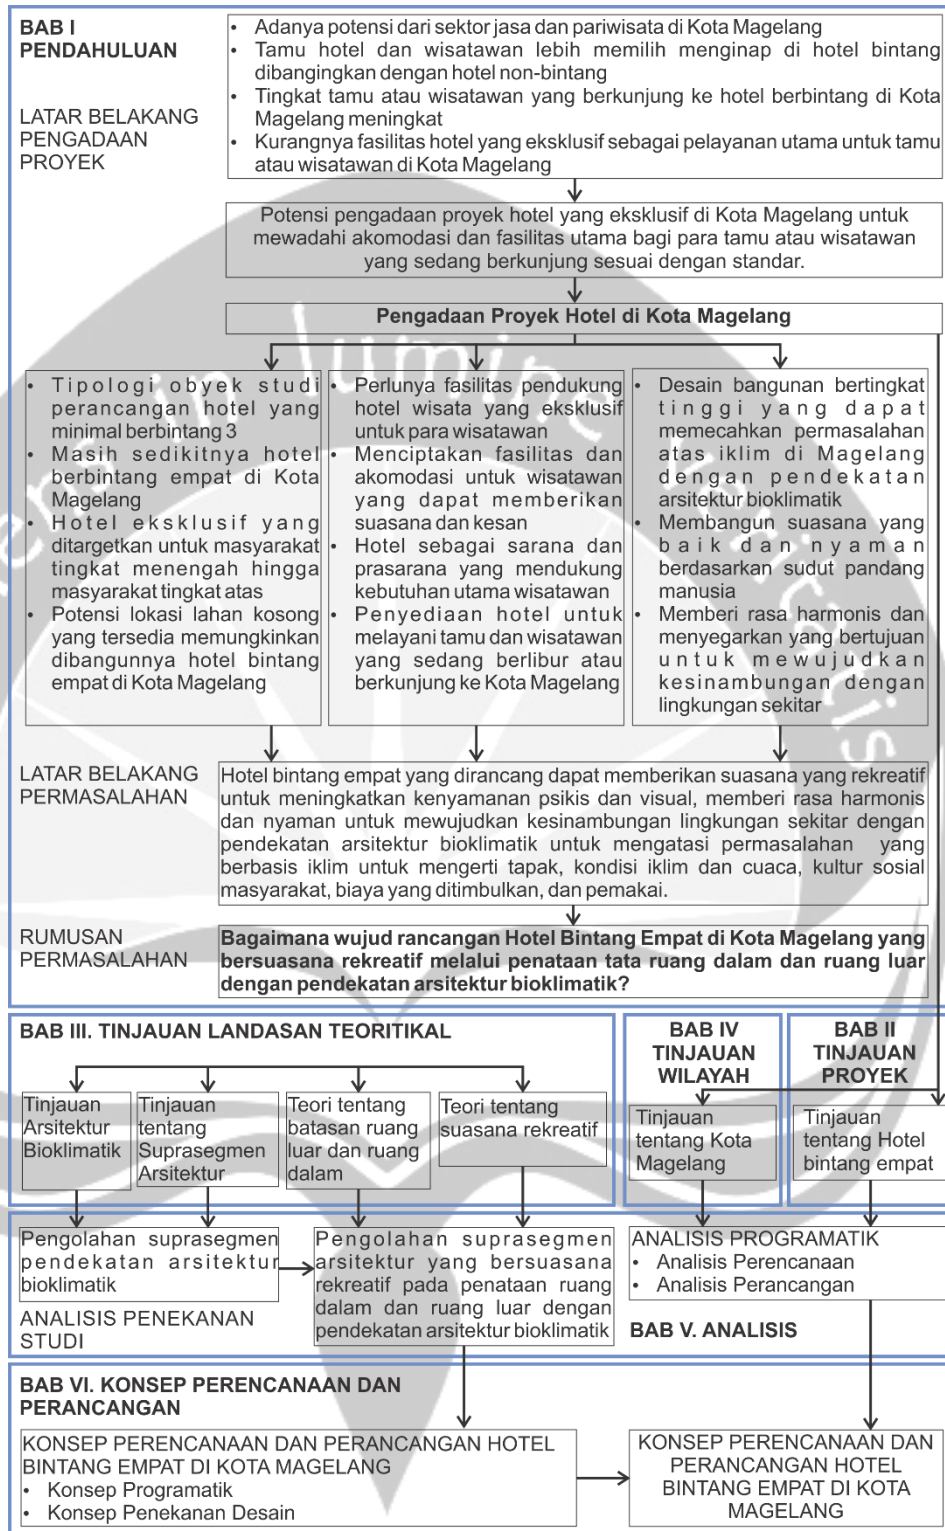 BAB I
PENDAHULUAN
LATAR BELAKANG
PENGADAAN
PROYEK
• Adanya potensi dari sektor jasa dan pariwisata di Kota Magelang
• Tamu hotel dan wisatawan lebih memilih menginap di hotel bintang
dibangingkan dengan hotel non-bintang
• Tingkat tamu atau wisatawan yang berkunjung ke hotel berbintang di Kota
Magelang meningkat
• Kurangnya fasilitas hotel yang eksklusif sebagai pelayanan utama untuk tamu
atau wisatawan di Kota Magelang
Potensi pengadaan proyek hotel yang eksklusif di Kota Magelang untuk
mewadahi akomodasi dan fasilitas utama bagi para tamu atau wisatawan
yang sedang berkunjung sesuai dengan standar.
Pengadaan Proyek Hotel di Kota Magelang
• Tipologi obyek studi
perancangan hotel yang
minimal berbintang 3
• Masih sedikitnya hotel
berbintang empat di Kota
Magelang
• Hotel eksklusif yang
ditargetkan untuk masyarakat
tingkat menengah hingga
masyarakat tingkat atas
• Potensi lokasi lahan kosong
yang tersedia memungkinkan
dibangunnya hotel bintang
empat di Kota Magelang
• Perlunya fasilitas pendukung
hotel wisata yang eksklusif
untuk para wisatawan
• Menciptakan fasilitas dan
akomodasi untuk wisatawan
yang dapat memberikan
suasana dan kesan
• Hotel sebagai sarana dan
prasarana yang mendukung
kebutuhan utama wisatawan
• Penyediaan hotel untuk
melayani tamu dan wisatawan
yang sedang berlibur atau
berkunjung ke Kota Magelang
• Desain bangunan bertingkat
tinggi yang dapat
memecahkan permasalahan
atas iklim di Magelang
dengan pendekatan
arsitektur bioklimatik
• Membangun suasana yang
baik dan nyaman
berdasarkan sudut pandang
manusia
• Memberi rasa harmonis dan
menyegarkan yang bertujuan
untuk mewujudkan
kesinambungan dengan
lingkungan sekitar
LATAR BELAKANG
PERMASALAHAN
Hotel bintang empat yang dirancang dapat memberikan suasana yang rekreatif
untuk meningkatkan kenyamanan psikis dan visual, memberi rasa harmonis
dan nyaman untuk mewujudkan kesinambungan lingkungan sekitar dengan
pendekatan arsitektur bioklimatik untuk mengatasi permasalahan yang
berbasis iklim untuk mengerti tapak, kondisi iklim dan cuaca, kultur sosial
masyarakat, biaya yang ditimbulkan, dan pemakai.
RUMUSAN
PERMASALAHAN
Bagaimana wujud rancangan Hotel Bintang Empat di Kota Magelang yang
bersuasana rekreatif melalui penataan tata ruang dalam dan ruang luar
dengan pendekatan arsitektur bioklimatik?
BAB III. TINJAUAN LANDASAN TEORITIKAL
Tinjauan
Arsitektur
Bioklimatik
Tinjauan
tentang
Suprasegmen
Arsitektur
Teori tentang
batasan ruang
luar dan ruang
dalam
Teori tentang
suasana rekreatif
BAB IV
TINJAUAN
WILAYAH
Tinjauan
tentang Kota
Magelang
BAB II
TINJAUAN
PROYEK
Tinjauan
tentang Hotel
bintang empat
Pengolahan suprasegmen
pendekatan arsitektur
bioklimatik
ANALISIS PENEKANAN
STUDI
Pengolahan suprasegmen
arsitektur yang bersuasana
rekreatif pada penataan ruang
dalam dan ruang luar dengan
pendekatan arsitektur bioklimatik
ANALISIS PROGRAMATIK
• Analisis Perencanaan
• Analisis Perancangan
BAB V. ANALISIS
BAB VI. KONSEP PERENCANAAN DAN
PERANCANGAN
KONSEP PERENCANAAN DAN PERANCANGAN HOTEL
BINTANG EMPAT DI KOTA MAGELANG
• Konsep Programatik
• Konsep Penekanan Desain
KONSEP PERENCANAAN DAN
PERANCANGAN HOTEL
BINTANG EMPAT DI KOTA
MAGELANG
in lumine veritatis